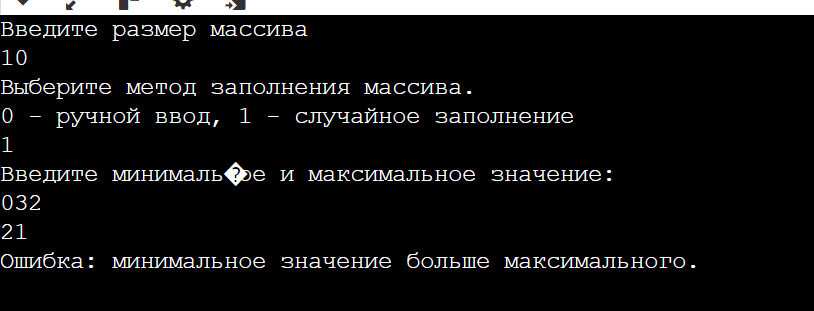 Введите размер массива
10
Выберите метод заполнения массива.
0 - ручной ввод, 1 - случайное заполнение
1
Введите минималь�ое и максимальное значение:
032
21
Ошибка: минимальное значение больше максимального.